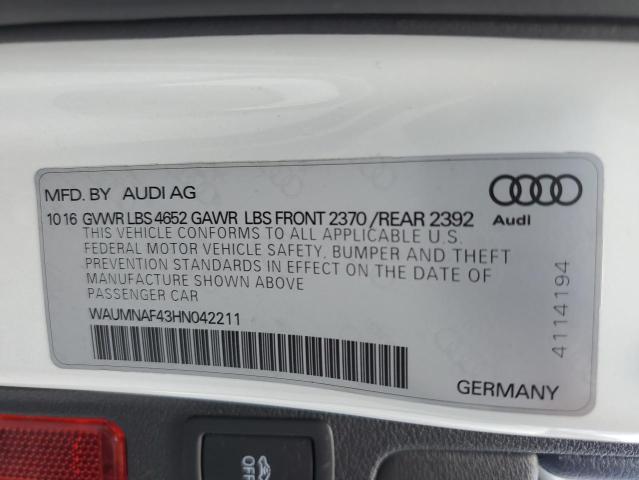 MFD. BY AUDI AG
10 16 GVWR LBS 4652 GAWR LBS FRONT 2370 /REAR 2392
Audi
THIS VEHICLE CONFORMS TO ALL APPLICABLE U.S.
FEDERAL MOTOR VEHICLE SAFETY, BUMPER AND THEFT
PREVENTION STANDARDS IN EFFECT ON THE DATE OF
MANUFACTURE SHOWN ABOVE
PASSENGER CAR
WAUMNAF43HN042211
4114194
GERMANY
OFF